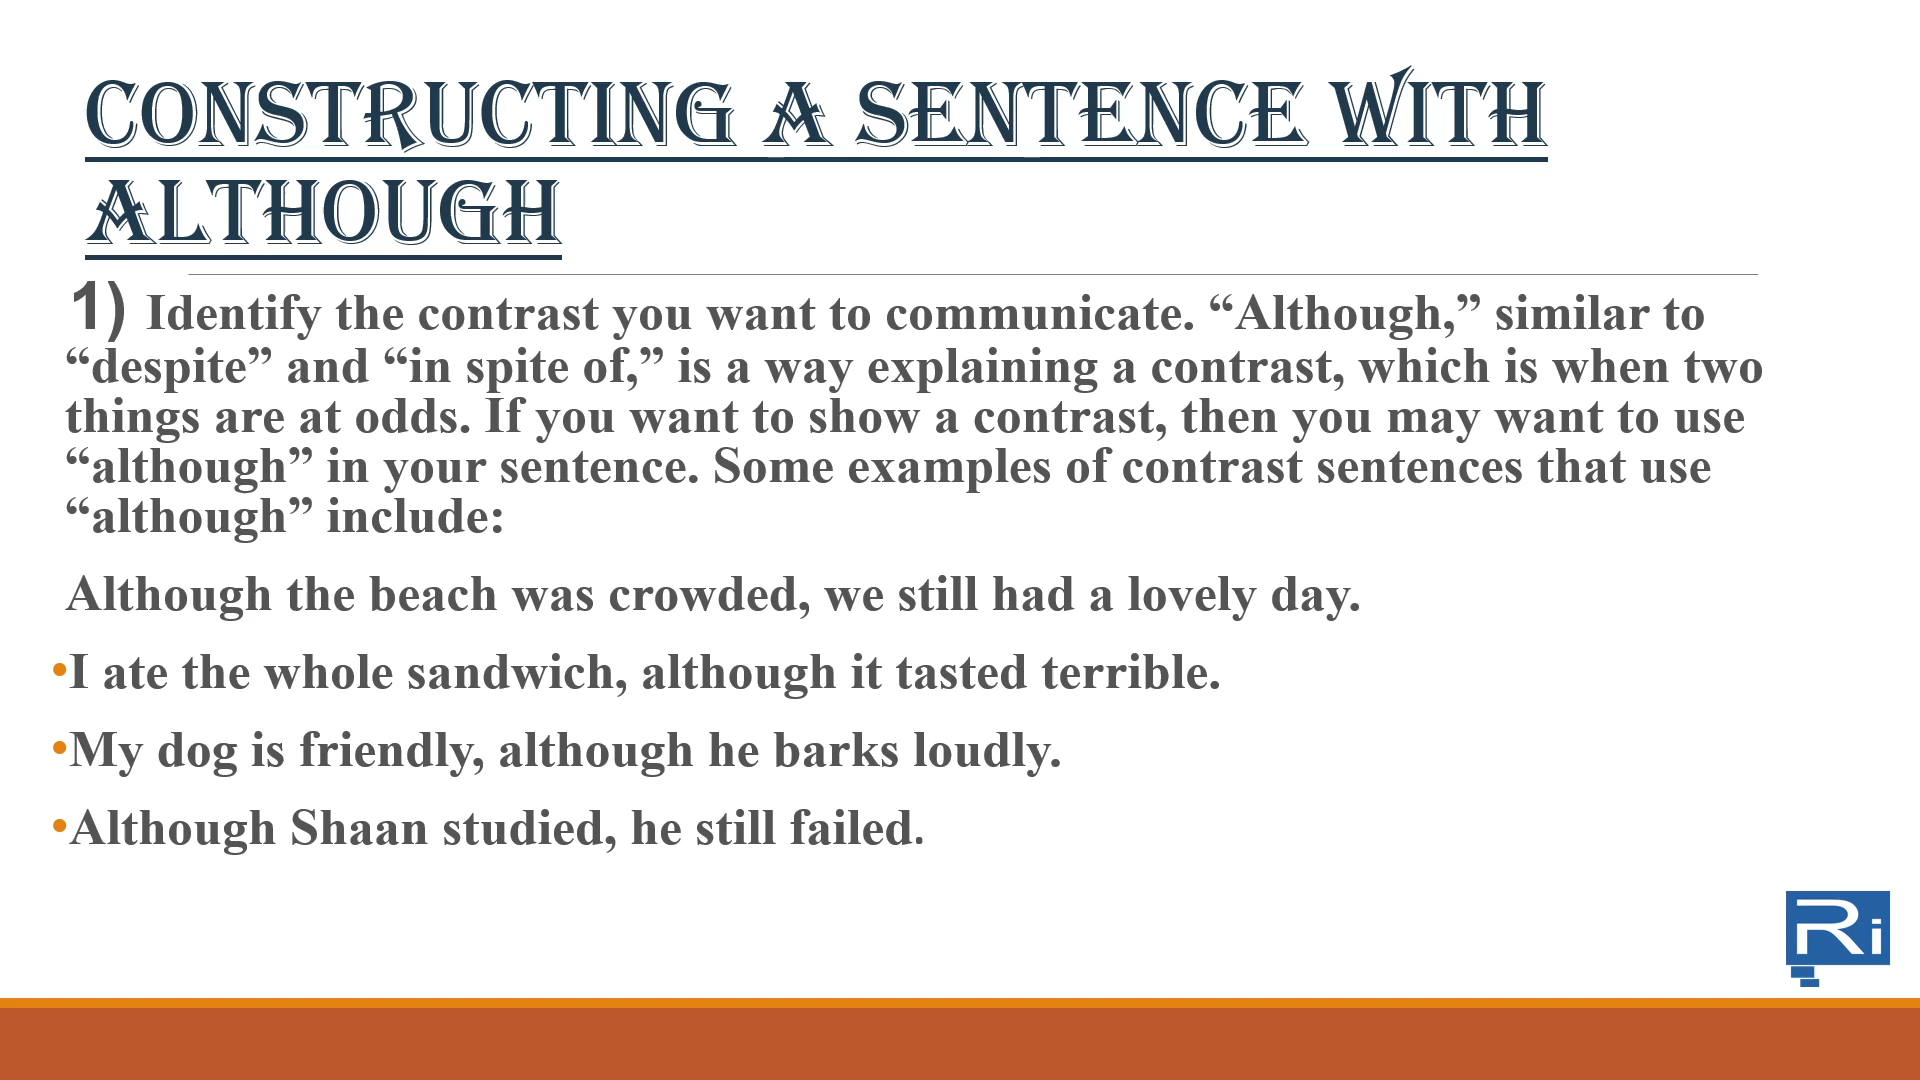 CONSTRUCTING A SENTENCE WITH
ALTHOUGH
1) Identify the contrast you want to communicate. “Although,” similar to
“despite” and “in spite of,” is a way explaining a contrast, which is when two
things are at odds. If you want to show a contrast, then you may want to use
“although” in your sentence. Some examples of contrast sentences that use
“although” include:
Although the beach was crowded, we still had a lovely day.
•I ate the whole sandwich, although it tasted terrible.
•My dog is friendly, although he barks loudly.
•Although Shaan studied, he still failed.
Ri